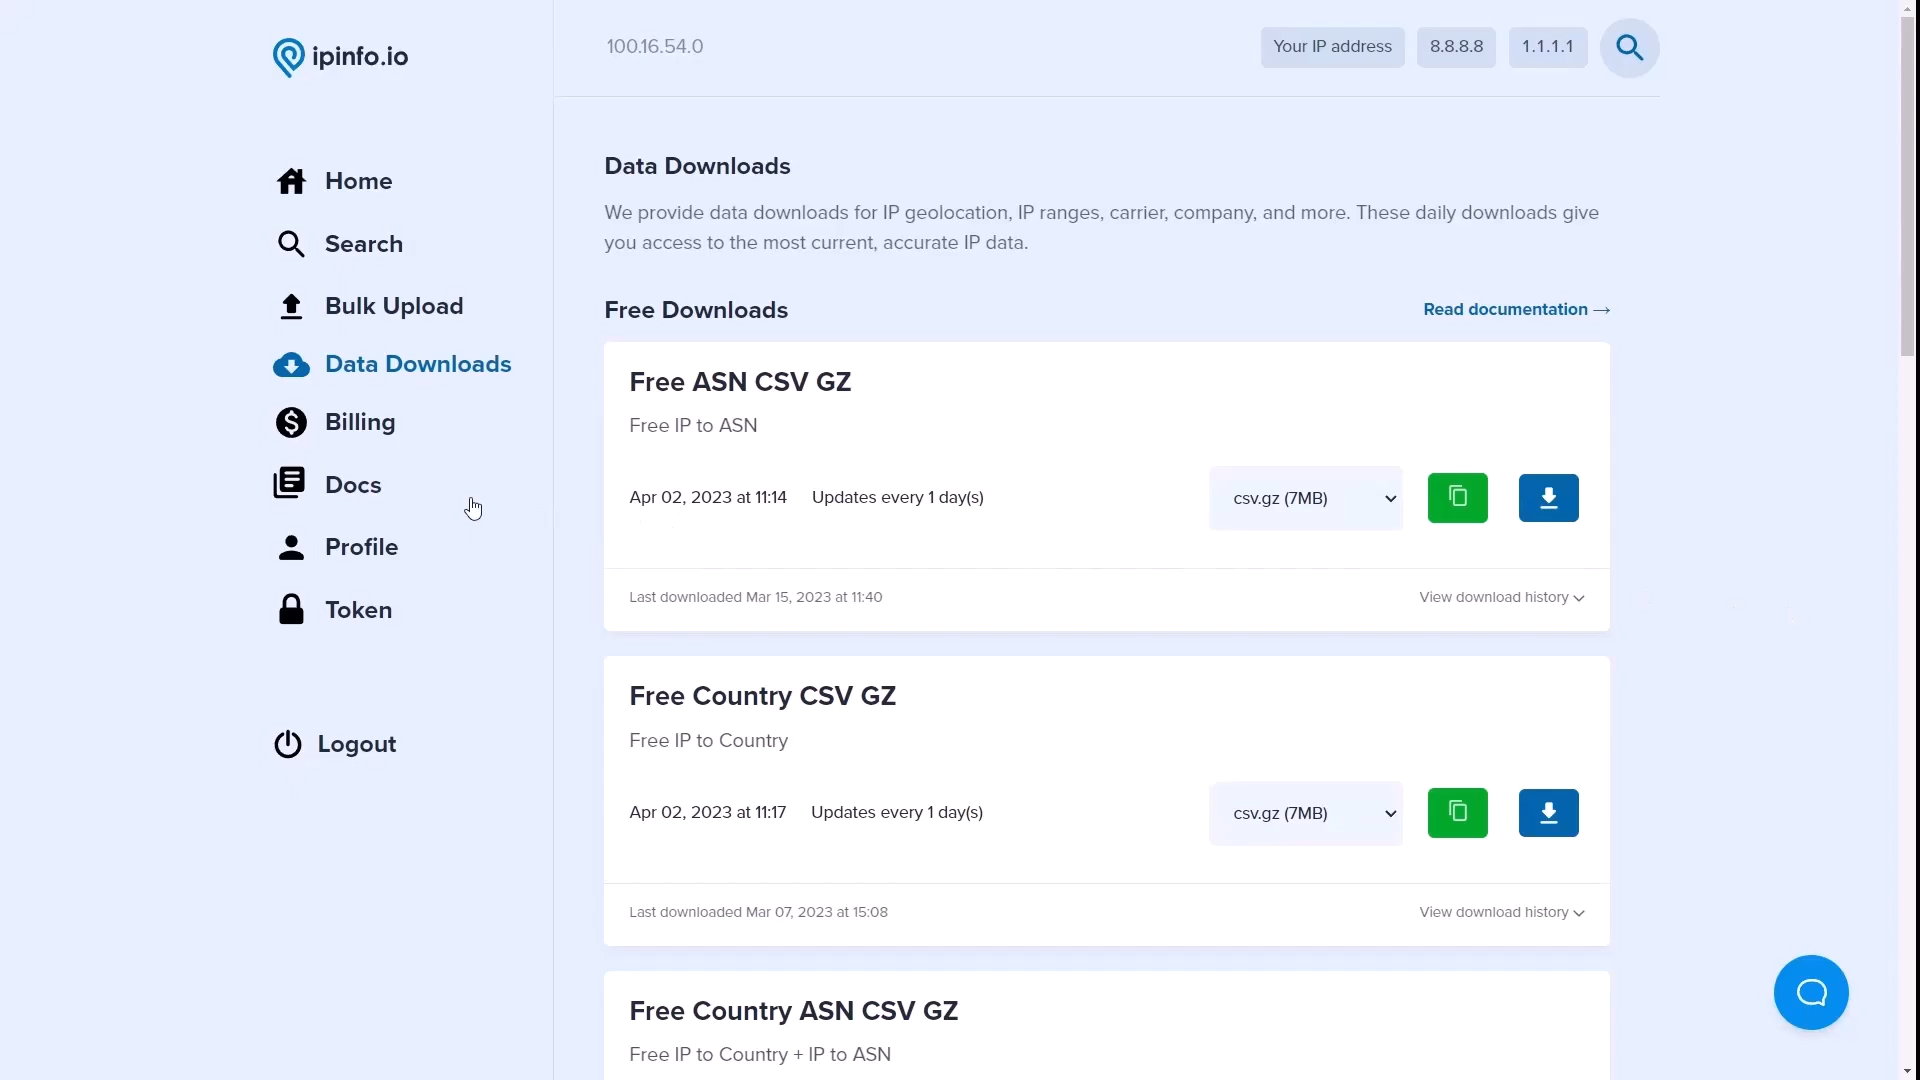 ipinfo.io
100.16.54.0
Your IP address
8.8.8.8
1.1.1.1
Home
Search
Bulk Upload
Data Downloads
Billing
Docs
Profile
Token
Logout
Data Downloads
We provide data downloads for IP geolocation, IP ranges, carrier, company, and more. These daily downloads give
you access to the most current, accurate IP data.
Free Downloads
Read documentation →
Free ASN CSV GZ
Free IP to ASN
Apr 02, 2023 at 11:14 Updates every 1 day(s)
csv.gz (7MB)
Last downloaded Mar 15, 2023 at 11:40
View download history
Free Country CSV GZ
Free IP to Country
Apr 02, 2023 at 11:17 Updates every 1 day(s)
csv.gz (7MB)
Last downloaded Mar 07, 2023 at 15:08
View download history
Free Country ASN CSV GZ
Free IP to Country + IP to ASN